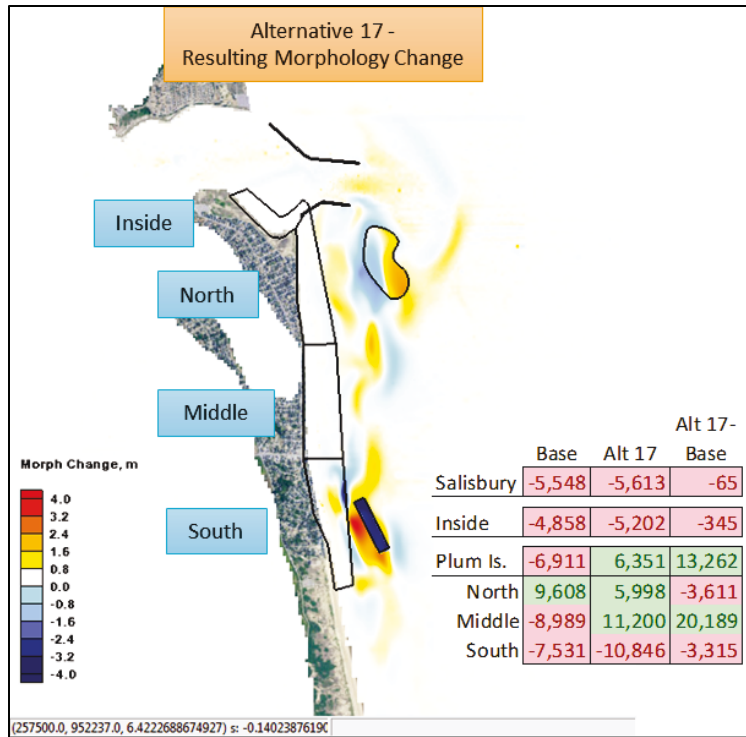 Alternative 17 -
Resulting Morphology Change
Inside
North
Middle
South
Morph Change, m
4.0
3.2
2.4
1.6
0.8
0.0
-0.8
-1.6
-2.4
-3.2
-4.0
Alt 17-
Base Alt 17 Base
Salisbury -5,548 -5,613 -65
Inside -4,858 -5,202 -345
Plum Is. -6,911 6,351 13,262
North 9,608 5,998 -3,611
Middle -8,989 11,200 20,189
South -7,531 -10,846 -3,315
(257500.0, 952237.0, 6.4222688674927) s: -0.1402387619